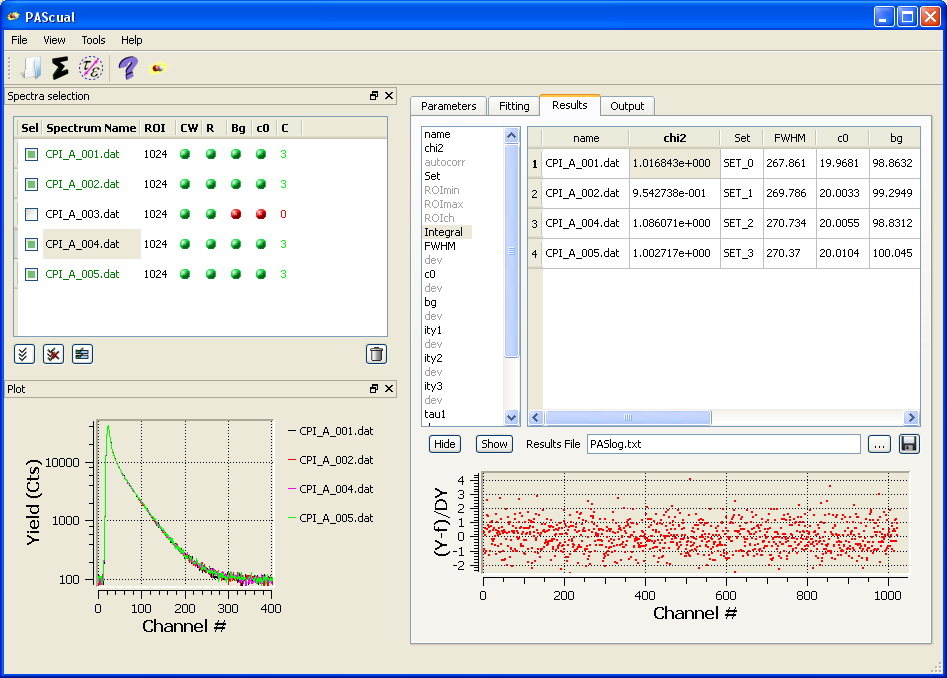 PAScual
File View Tools Help
Spectra selection
Sel Spectrum Name ROI CW R Bg c0 C
CPI_A_001.dat 1024 3
CPI_A_002.dat 1024 3
CPI_A_003.dat 1024 0
CPI_A_004.dat 1024 3
CPI_A_005.dat 1024 3
Plot
Yield (Cts)
10000
1000
100
0 100 200 300 400
Channel #
CPI_A_001.dat
CPI_A_002.dat
CPI_A_004.dat
CPI_A_005.dat
Parameters Fitting Results Output
name
chi2
autocorr
Set
ROImin
ROImax
ROIch
Integral
FWHM
dev
c0
dev
bg
dev
ity1
dev
ity2
dev
ity3
dev
tau1
name chi2 Set FWHM c0 bg
1 CPI_A_001.dat 1.016843e+000 SET_0 267.861 19.9681 98.8632
2 CPI_A_002.dat 9.542738e-001 SET_1 269.786 20.0033 99.2949
3 CPI_A_004.dat 1.086071e+000 SET_2 270.734 20.0055 98.8312
4 CPI_A_005.dat 1.002717e+000 SET_3 270.37 20.0104 100.045
Hide Show Results File PASlog.txt ...
(Y-f)/DY
4
3
2
1
0
-1
-2
0 200 400 600 800 1000
Channel #